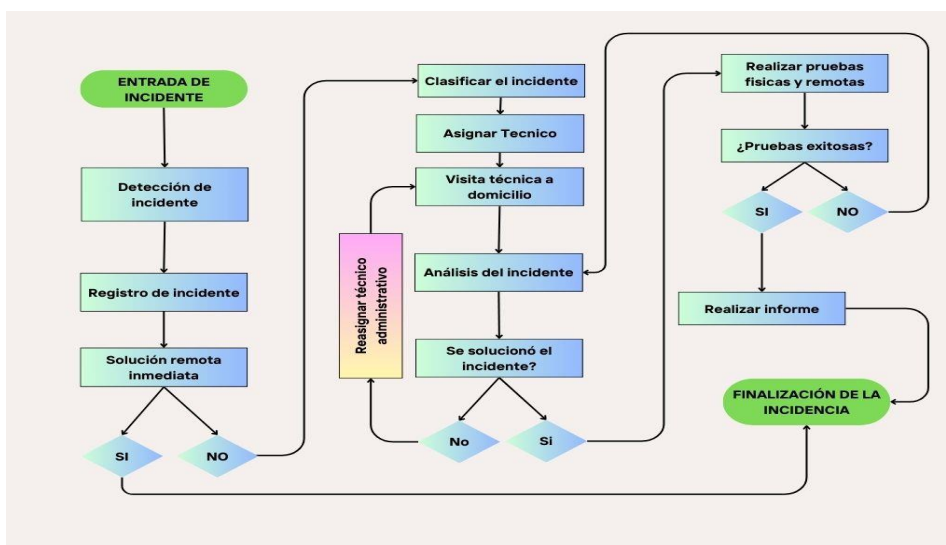 ENTRADA DE
INCIDENTE
Detección de
incidente
Registro de incidente
Solución remota
inmediata
SI
NO
Clasificar el incidente
Asignar Tecnico
Visita técnica a
domicilio
Reasignar técnico
administrativo
Análisis del incidente
Se solucionó el
incidente?
No
Si
Realizar pruebas
fisicas y remotas
¿Pruebas exitosas?
SI
NO
Realizar informe
FINALIZACIÓN DE LA
INCIDENCIA